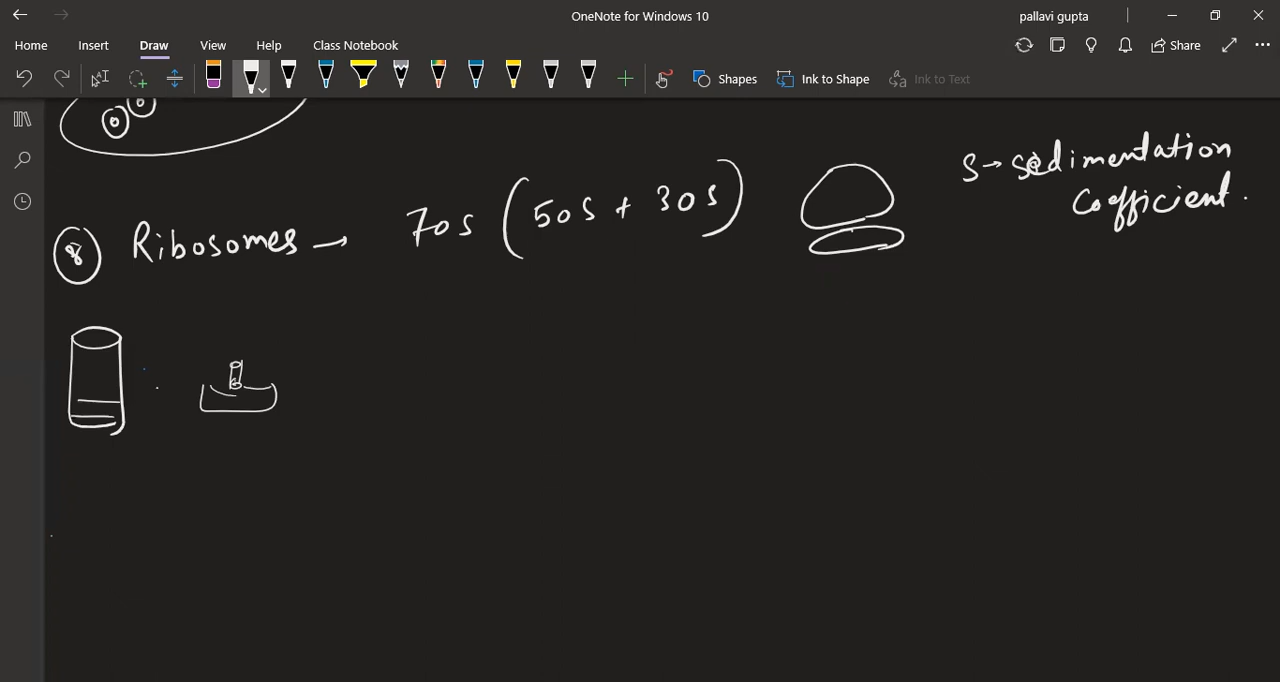 OneNote for Windows 10
pallavi gupta
Home Insert Draw View Help Class Notebook
Share
Shapes Ink to Shape Ink to Text
S → sedimentation
Coefficient.
8 Ribosomes → 70s (50s + 30s)